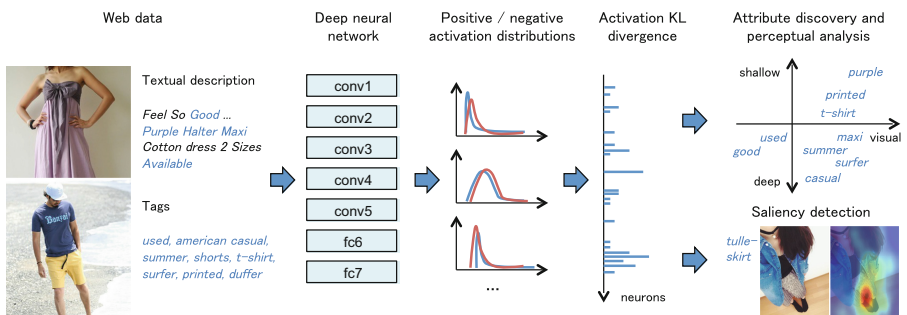 Web data
Textual description
Feel So Good ...
Purple Halter Maxi
Cotton dress 2 Sizes
Available
Tags
used, american casual,
summer, shorts, t-shirt,
surfer, printed, duffer
Deep neural
network
conv1
conv2
conv3
conv4
conv5
fc6
fc7
Positive / negative
activation distributions
...
Activation KL
divergence
neurons
Attribute discovery and
perceptual analysis
shallow
purple
printed
t-shirt
used
maxi
visual
good
summer
surfer
deep
casual
Saliency detection
tulle-
skirt